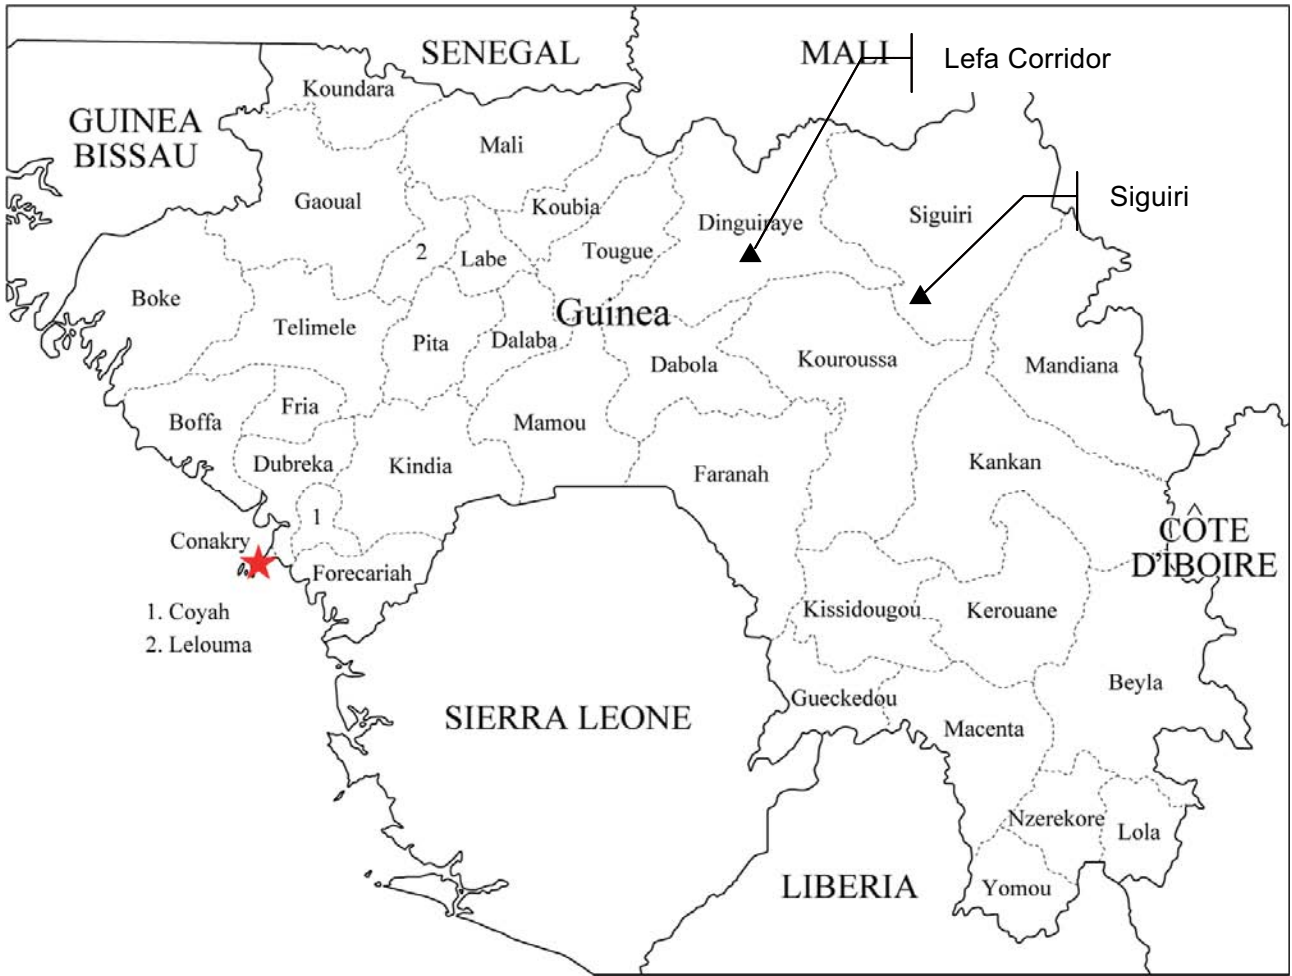 SENEGAL
MALI
Lefa Corridor
Koundara
GUINEA
BISSAU
Mali
Siguiri
Gaoual
Koubia
Dinguiraye
Siguiri
2
Labe
Tougue
Boke
Guinea
Telimele
Pita
Dalaba
Dabola
Kouroussa
Mandiana
Fria
Boffa
Mamou
Dubreka
Kindia
Faranah
Kankan
1
CÔTE
D'IBOIRE
Conakry
Forecariah
1. Coyah
2. Lelouma
Kissidougou
Kerouane
Beyla
Gueckedou
SIERRA LEONE
Macenta
Nzerekore
Lola
LIBERIA
Yomou